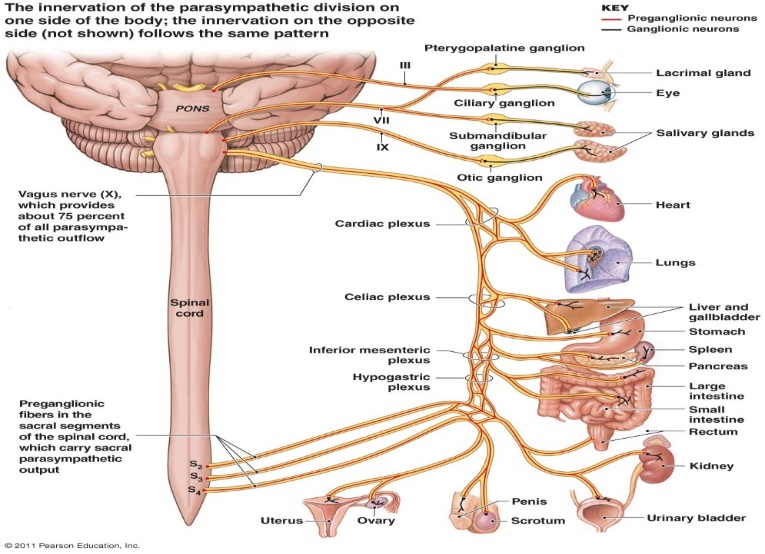 The innervation of the parasympathetic division on
one side of the body; the innervation on the opposite
side (not shown) follows the same pattern
KEY
Preganglionic neurons
Ganglionic neurons
Pterygopalatine ganglion
III
Lacrimal gland
Eye
PONS
Ciliary ganglion
VII
Submandibular
ganglion
Salivary glands
IX
Otic ganglion
Vagus nerve (X),
which provides
about 75 percent
of all parasympa-
thetic outflow
Cardiac plexus
Heart
Lungs
Celiac plexus
Spinal
cord
Liver and
gallbladder
Stomach
Spleen
Inferior mesenteric
plexus
Pancreas
Hypogastric
plexus
Large
intestine
Small
intestine
Rectum
Preganglionic
fibers in the
sacral segments
of the spinal cord,
which carry sacral
parasympathetic
output
S2
S3
S4
Kidney
Uterus
Ovary
Penis
Scrotum
Urinary bladder
© 2011 Pearson Education, Inc.